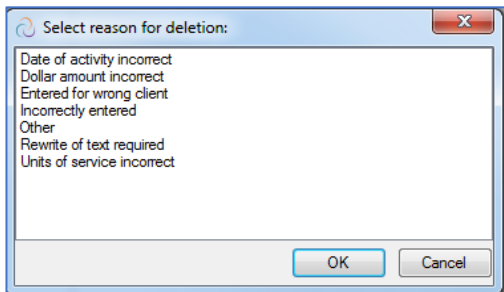 Select reason for deletion:
Date of activity incorrect
Dollar amount incorrect
Entered for wrong client
Incorrectly entered
Other
Rewrite of text required
Units of service incorrect
OK
Cancel